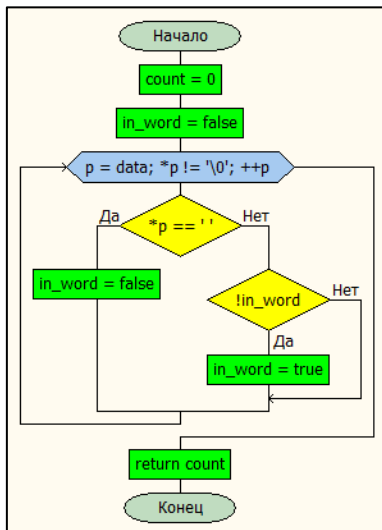 Начало
count = 0
in_word = false
p = data; *p != '\0'; ++p
Да
Нет
*p == ' '
in_word = false
!in_word
Нет
Да
in_word = true
return count
Конец